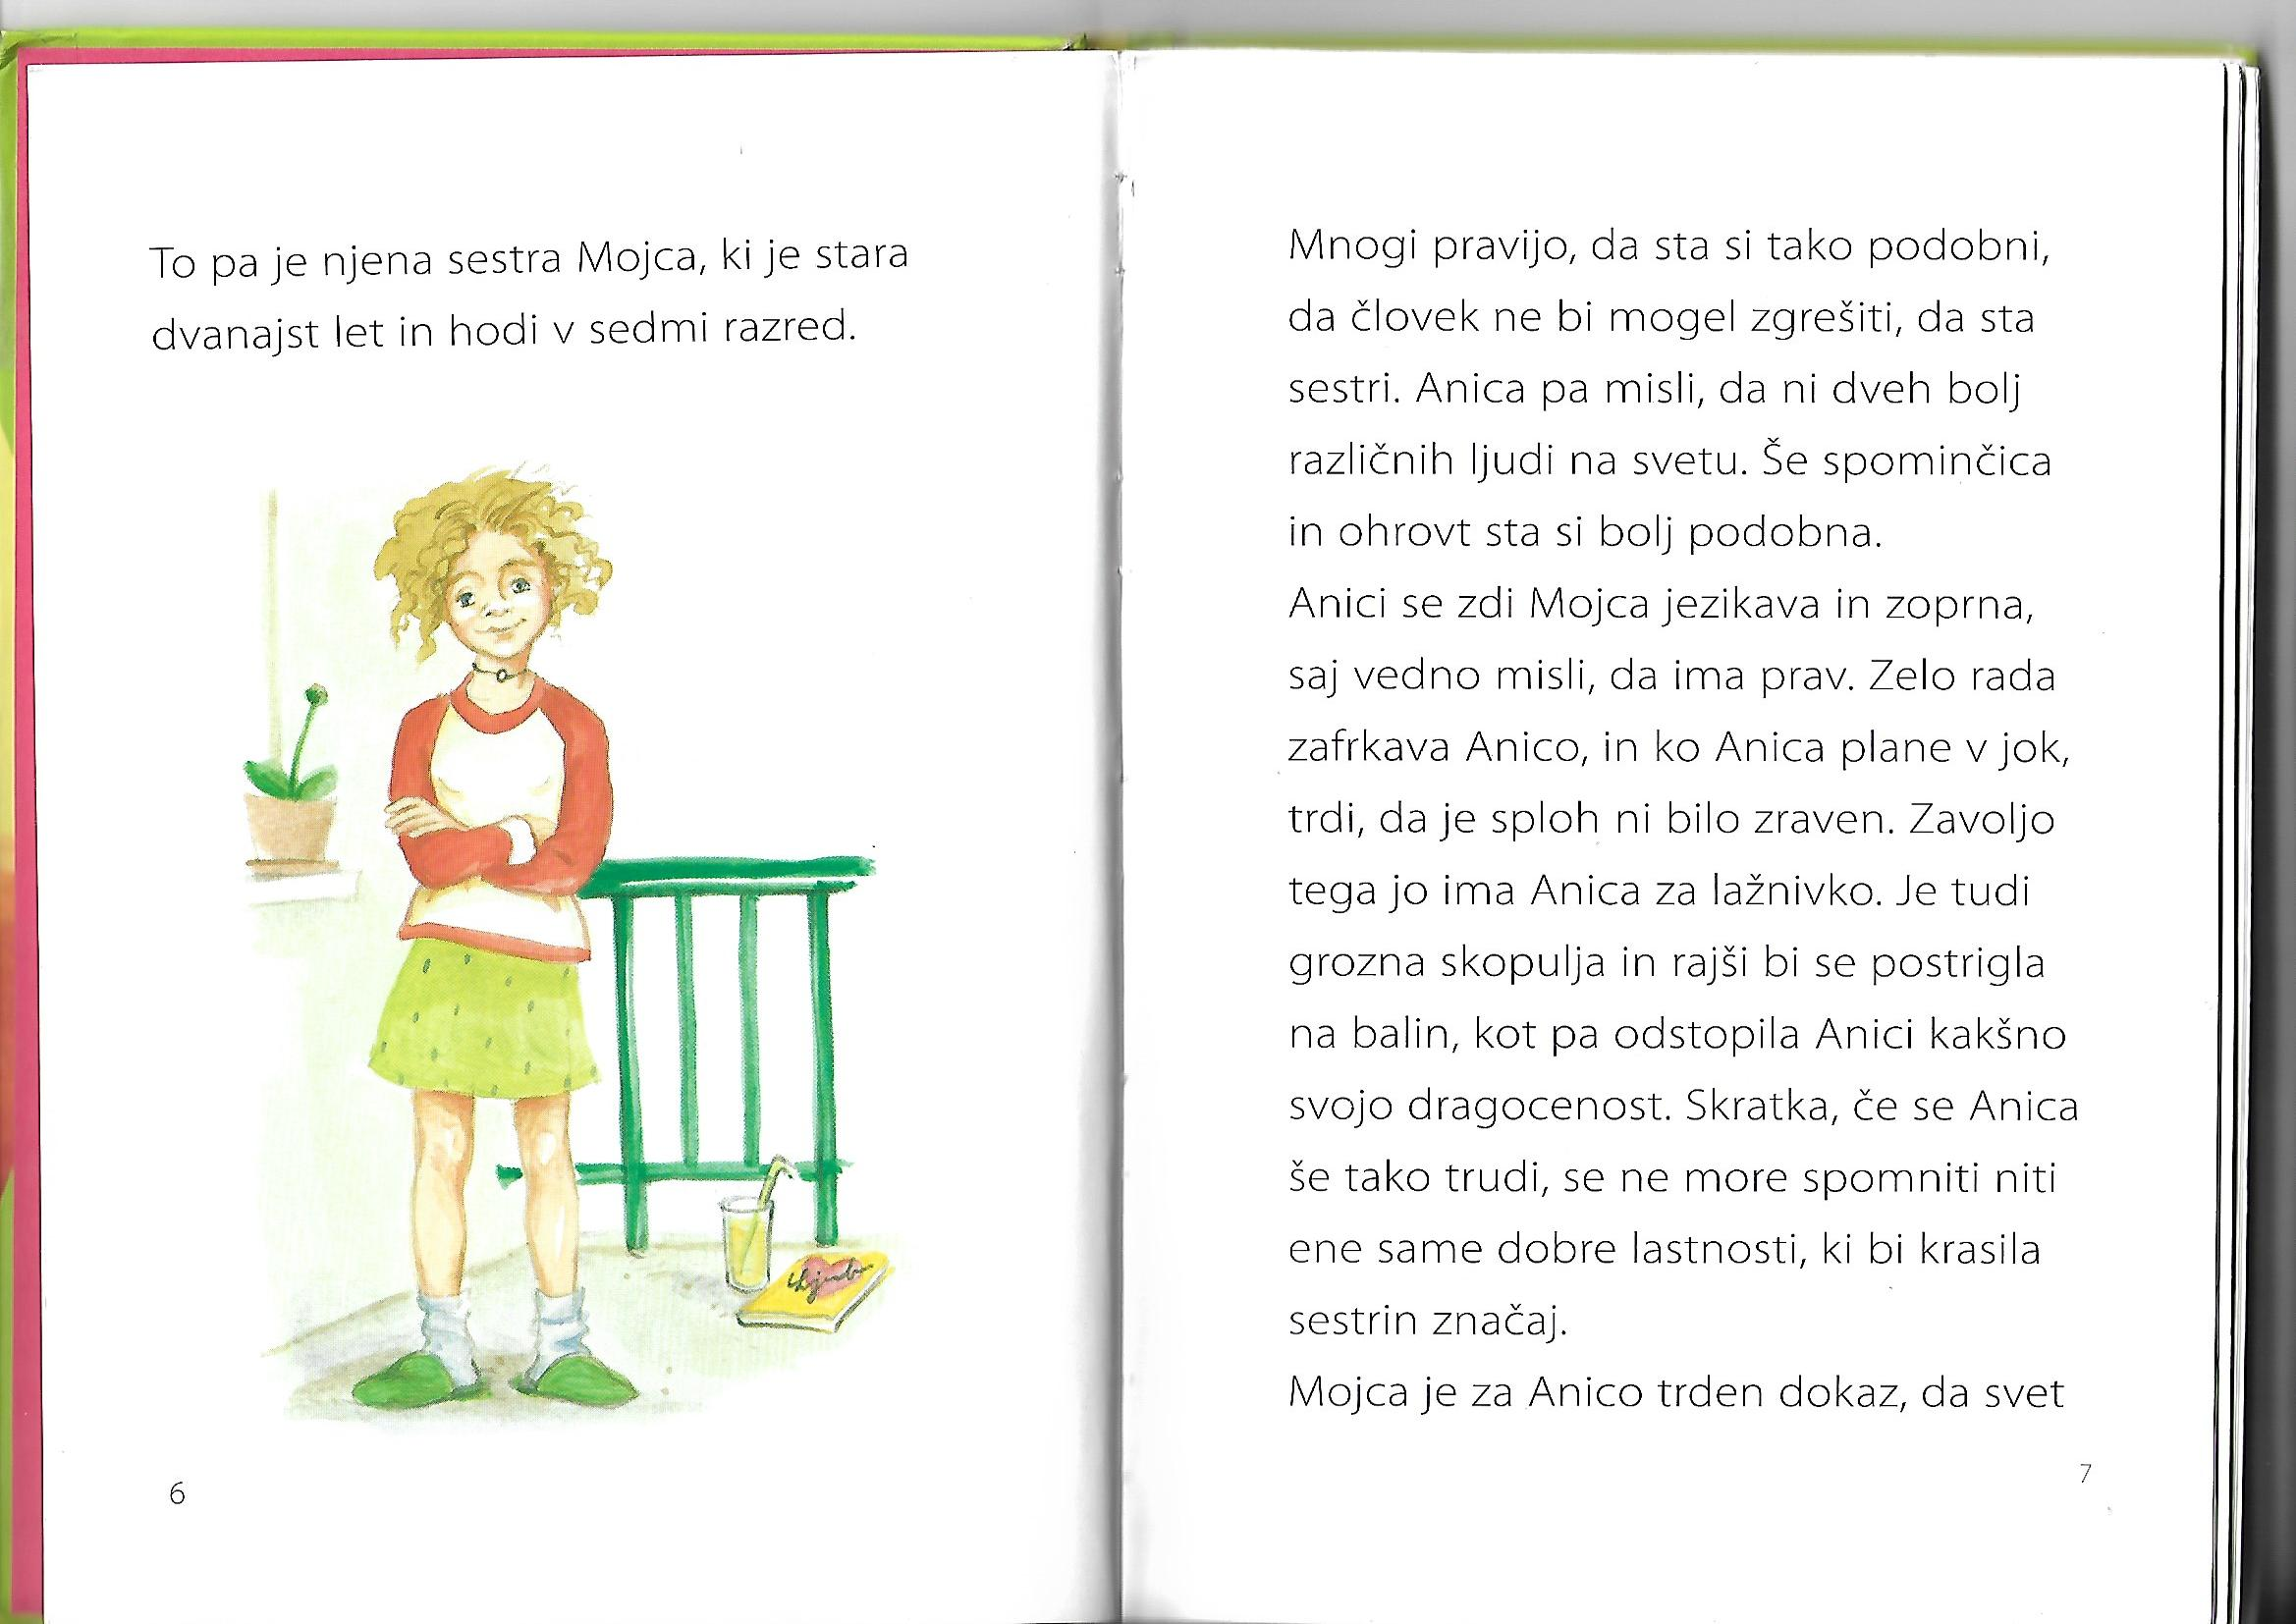 To pa je njena sestra Mojca, ki je stara
dvanajst let in hodi v sedmi razred.
6
Mnogi pravijo, da sta si tako podobni,
da človek ne bi mogel zgrešiti, da sta
sestri. Anica pa misli, da ni dveh bolj
različnih ljudi na svetu. Še spominčica
in ohrovt sta si bolj podobna.
Anici se zdi Mojca jezikava in zoprna,
saj vedno misli, da ima prav. Zelo rada
zafrkava Anico, in ko Anica plane v jok,
trdi, da je sploh ni bilo zraven. Zavoljo
tega jo ima Anica za lažnivko. Je tudi
grozna skopulja in rajši bi se postrigla
na balin, kot pa odstopila Anici kakšno
svojo dragocenost. Skratka, če se Anica
še tako trudi, se ne more spomniti niti
ene same dobre lastnosti, ki bi krasila
sestrin značaj.
Mojca je za Anico trden dokaz, da svet
7